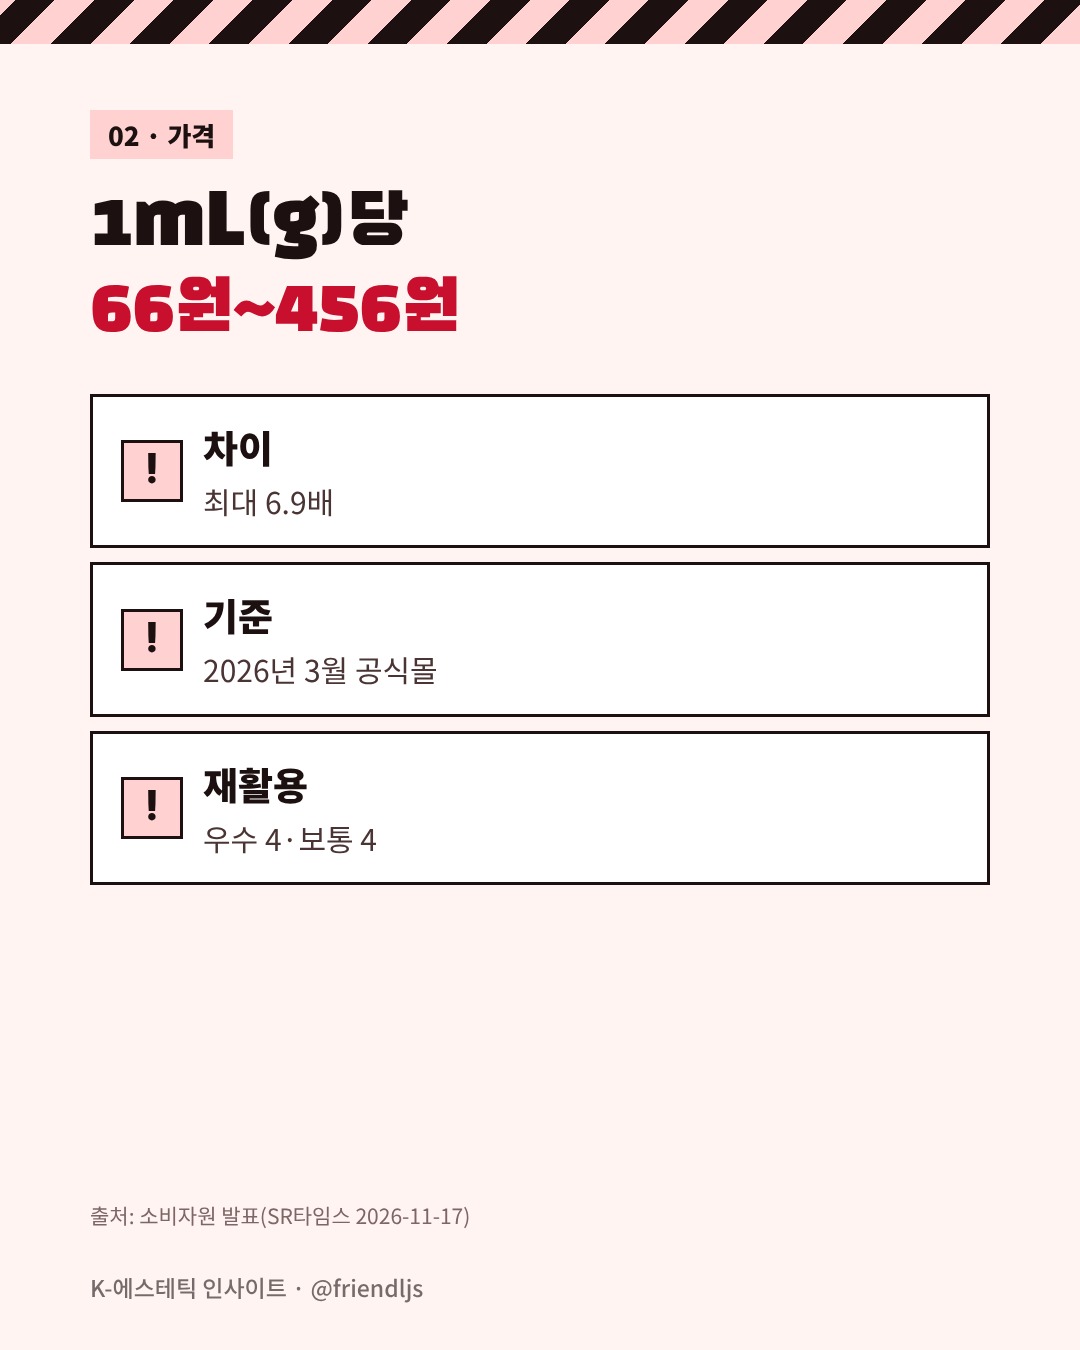 02 · 가격
1mL(g)당
66원~456원
!
차이
최대 6.9배
!
기준
2026년 3월 공식몰
!
재활용
우수 4·보통 4
출처: 소비자원 발표(SR타임스 2026-11-17)
K-에스테틱 인사이트 · @friendljs